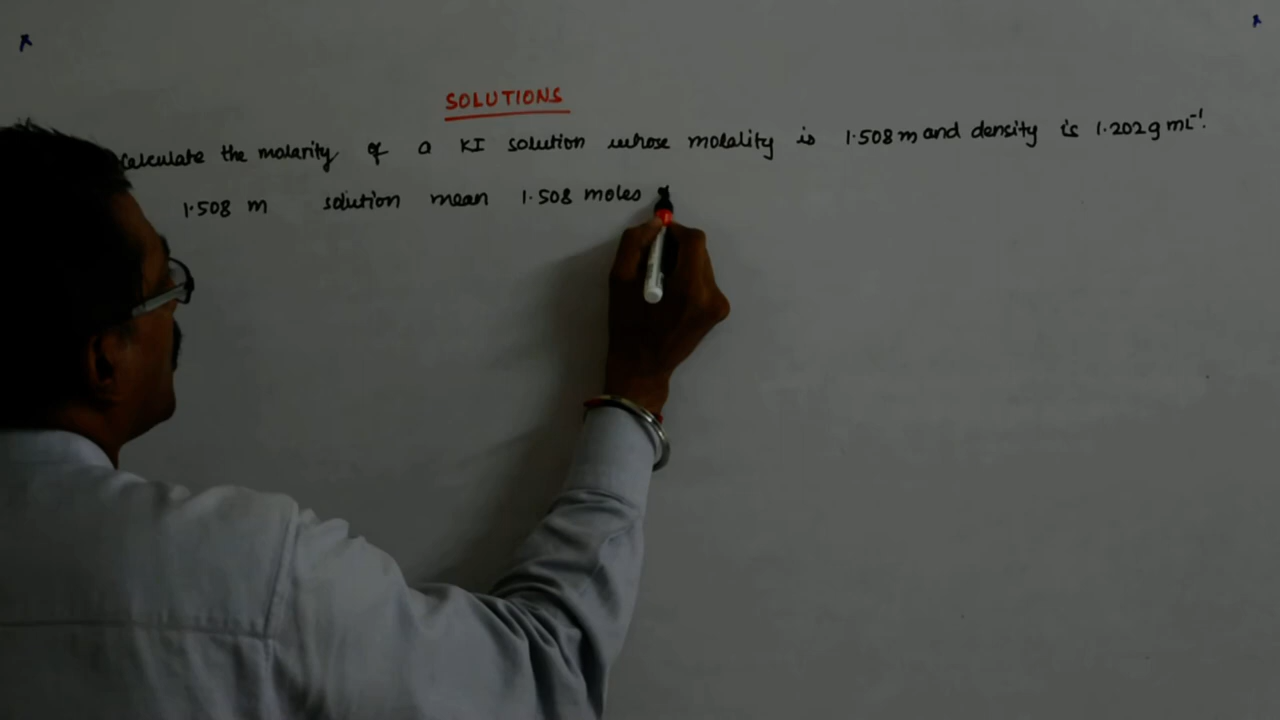 SOLUTIONS
Calculate the molarity of a KI solution whose molality is 1.508 m and density is 1.202 g mL⁻¹.
1.508 m solution mean 1.508 moles